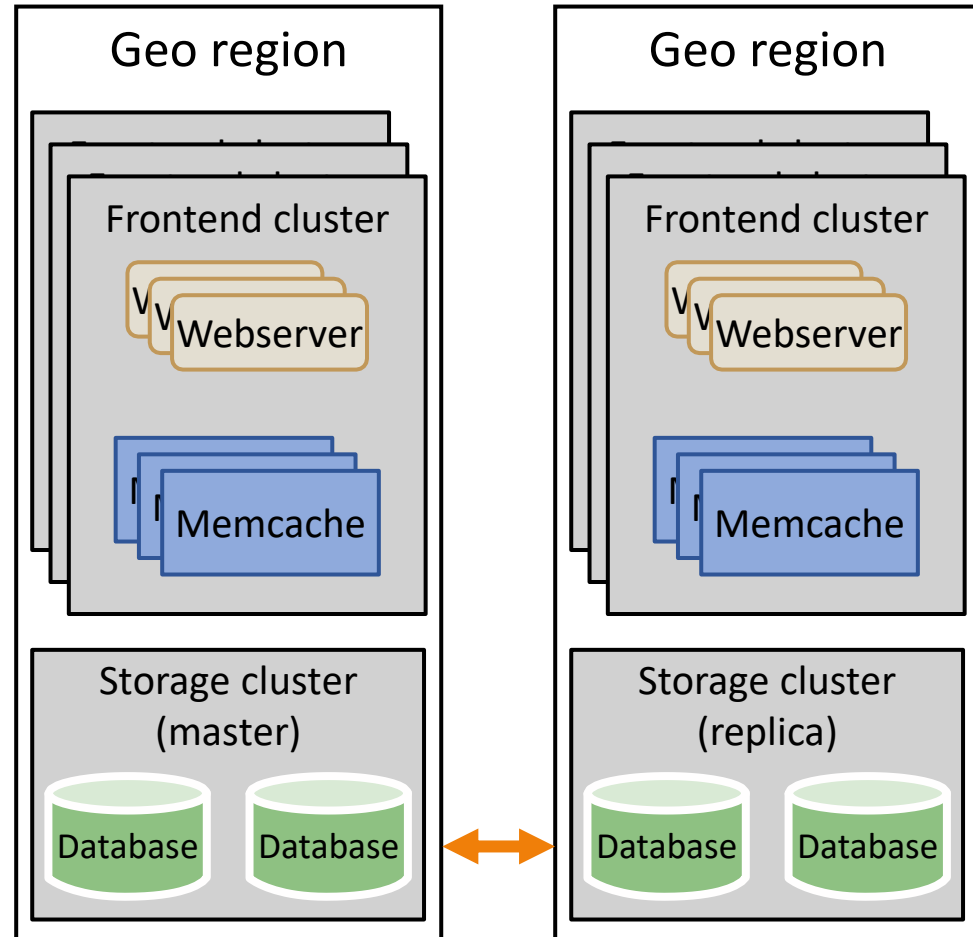 Geo region
Frontend cluster
Webserver
Memcache
Storage cluster
(master)
Database Database
Geo region
Frontend cluster
Webserver
Memcache
Storage cluster
(replica)
Database Database